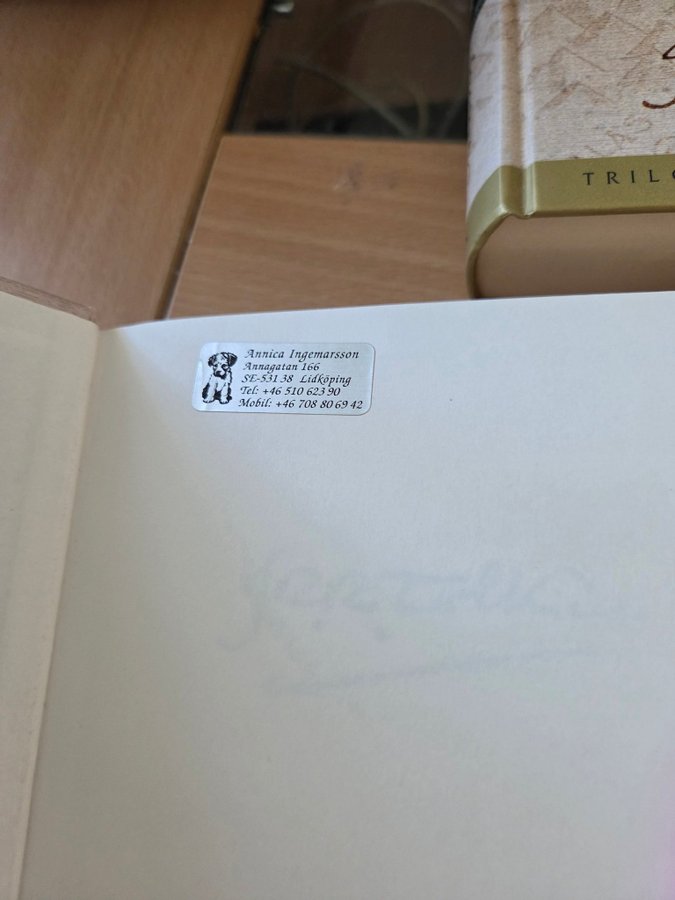 TRILO
Annica Ingemarsson
Annagatan 166
SE-531 38 Lidköping
Tel: +46 510 623 90
Mobil: +46 708 80 69 42